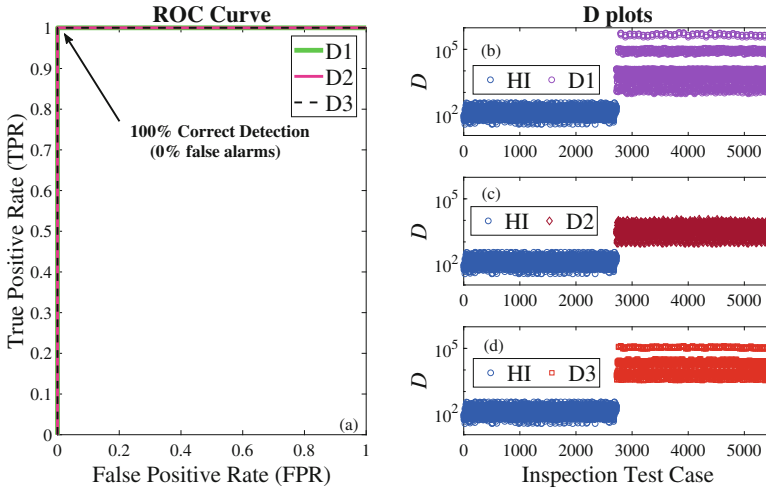 ROC Curve
1
0.9
0.8
0.7
0.6
0.5
0.4
0.3
0.2
0.1
0
True Positive Rate (TPR)
D1
D2
D3
100% Correct Detection
(0% false alarms)
(a)
0 0.2 0.4 0.6 0.8 1
False Positive Rate (FPR)
D plots
(b)
D
10^5
10^2
HI D1
0 1000 2000 3000 4000 5000
(c)
D
10^5
10^2
HI D2
0 1000 2000 3000 4000 5000
(d)
D
10^5
10^2
HI D3
0 1000 2000 3000 4000 5000
Inspection Test Case